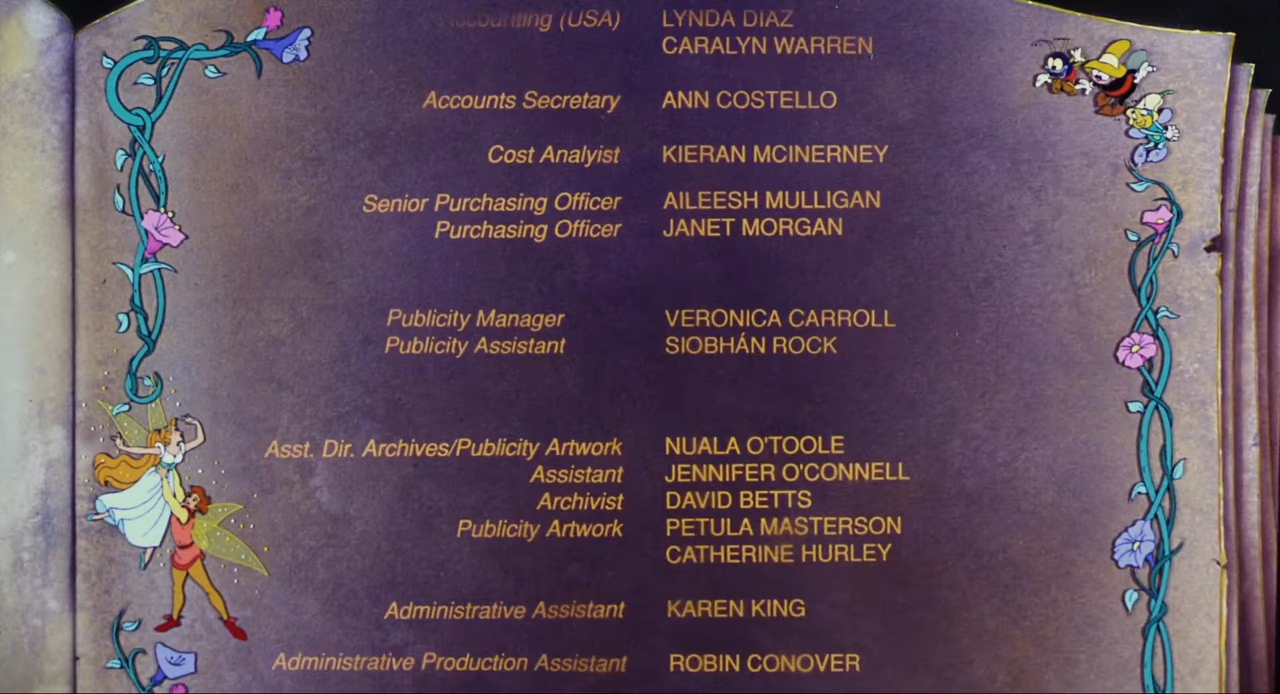 (USA) LYNDA DIAZ
CARALYN WARREN
Accounts Secretary ANN COSTELLO
Cost Analyist KIERAN MCINERNEY
Senior Purchasing Officer AILEESH MULLIGAN
Purchasing Officer JANET MORGAN
Publicity Manager VERONICA CARROLL
Publicity Assistant SIOBHÁN ROCK
Asst. Dir. Archives/Publicity Artwork NUALA O'TOOLE
Assistant JENNIFER O'CONNELL
Archivist DAVID BETTS
Publicity Artwork PETULA MASTERSON
CATHERINE HURLEY
Administrative Assistant KAREN KING
Administrative Production Assistant ROBIN CONOVER